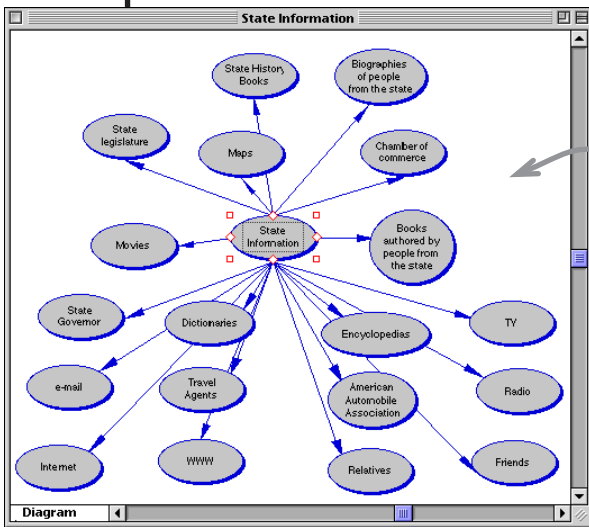 State Information
State History
Books
Biographies
of people
from the state
State
legislature
Maps
Chamber of
commerce
State
Information
Movies
Books
authored by
people from
the state
State
Governor
Dictionaries
Encyclopedias
TV
e-mail
Travel
Agents
American
Automobile
Association
Radio
Internet
WWW
Relatives
Friends
Diagram